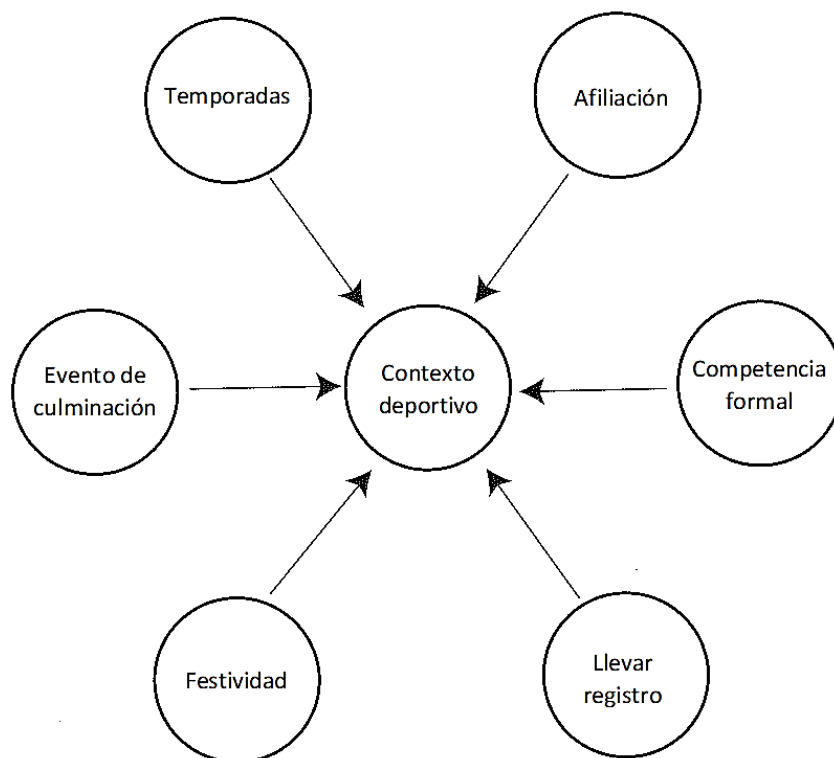 Temporadas
Afiliación
Evento de
culminación
Contexto
deportivo
Competencia
formal
Festividad
Llevar
registro